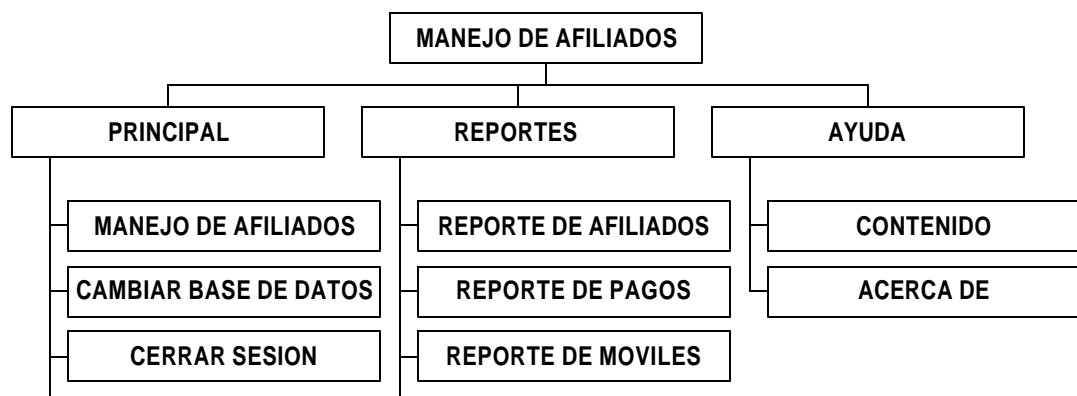 MANEJO DE AFILIADOS
PRINCIPAL
REPORTES
AYUDA
MANEJO DE AFILIADOS
REPORTE DE AFILIADOS
CONTENIDO
CAMBIAR BASE DE DATOS
REPORTE DE PAGOS
ACERCA DE
CERRAR SESION
REPORTE DE MOVILES